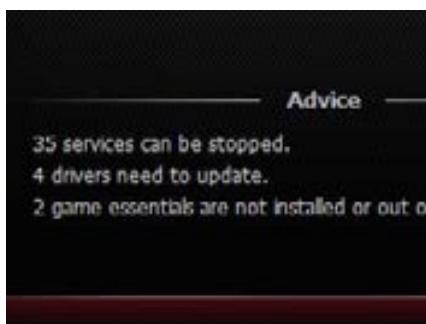 Advice
35 services can be stopped.
4 drivers need to update.
2 game essentials are not installed or out o